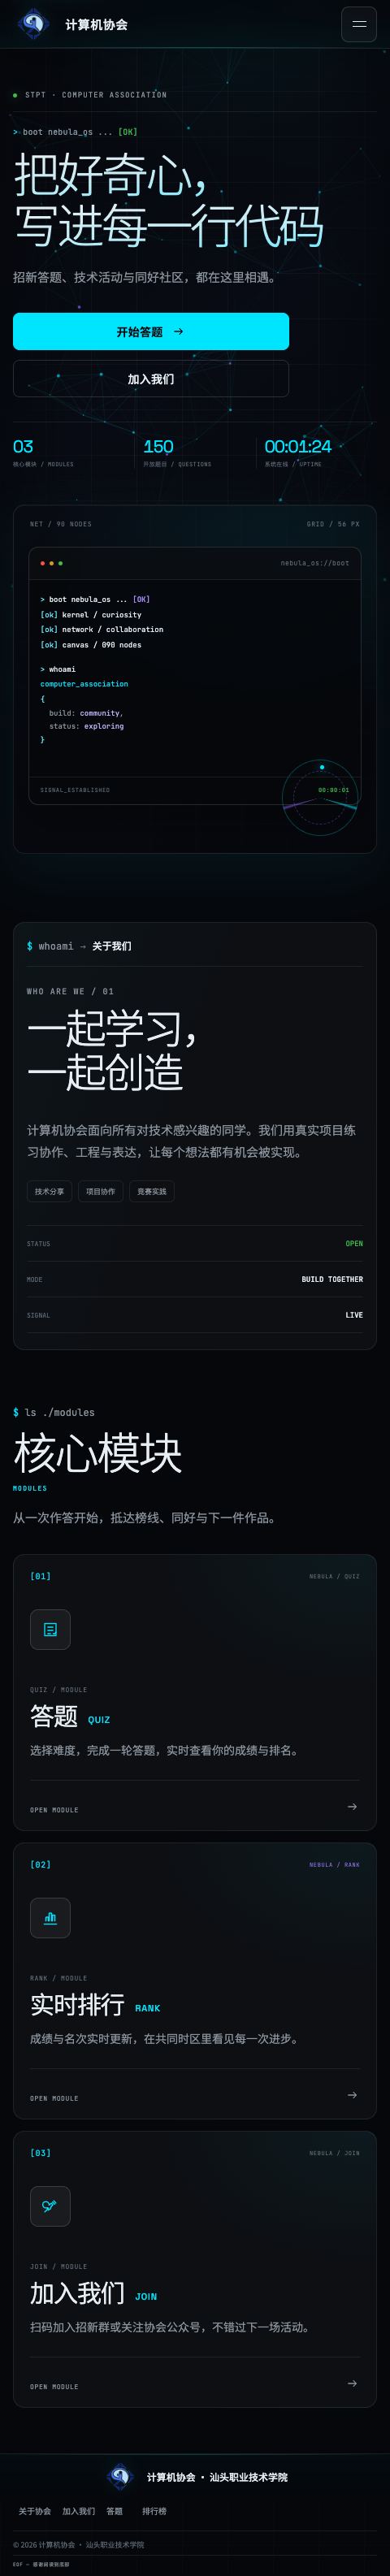 计算机协会
STPT · COMPUTER ASSOCIATION
> boot nebula_os ... [OK]
把好奇心，
写进每一行代码
招新答题、技术活动与同好社区，都在这里相遇。
开始答题 →
加入我们
03
核心模块 / MODULES
150
开放题目 / QUESTIONS
00:01:24
系统在线 / UPTIME
NET / 90 NODES
GRID / 56 PX
nebula_os://boot
> boot nebula_os ... [OK]
[ok] kernel / curiosity
[ok] network / collaboration
[ok] canvas / 090 nodes
> whoami
computer_association
{
build: community,
status: exploring
}
SIGNAL_ESTABLISHED
00:00:01
$ whoami → 关于我们
WHO ARE WE / 01
一起学习，
一起创造
计算机协会面向所有对技术感兴趣的同学。我们用真实项目练
习协作、工程与表达，让每个想法都有机会被实现。
技术分享
项目协作
竞赛实践
STATUS
OPEN
MODE
BUILD TOGETHER
SIGNAL
LIVE
$ ls ./modules
核心模块
MODULES
从一次作答开始，抵达榜线、同好与下一件作品。
[01]
NEBULA / QUIZ
QUIZ / MODULE
答题 QUIZ
选择难度，完成一轮答题，实时查看你的成绩与排名。
OPEN MODULE →
[02]
NEBULA / RANK
RANK / MODULE
实时排行 RANK
成绩与名次实时更新，在共同时区里看见每一次进步。
OPEN MODULE →
[03]
NEBULA / JOIN
JOIN / MODULE
加入我们 JOIN
扫码加入招新群或关注协会公众号，不错过下一场活动。
OPEN MODULE →
计算机协会 · 汕头职业技术学院
关于协会 加入我们 答题 排行榜
© 2026 计算机协会 · 汕头职业技术学院
EOF — 感谢阅读到底部